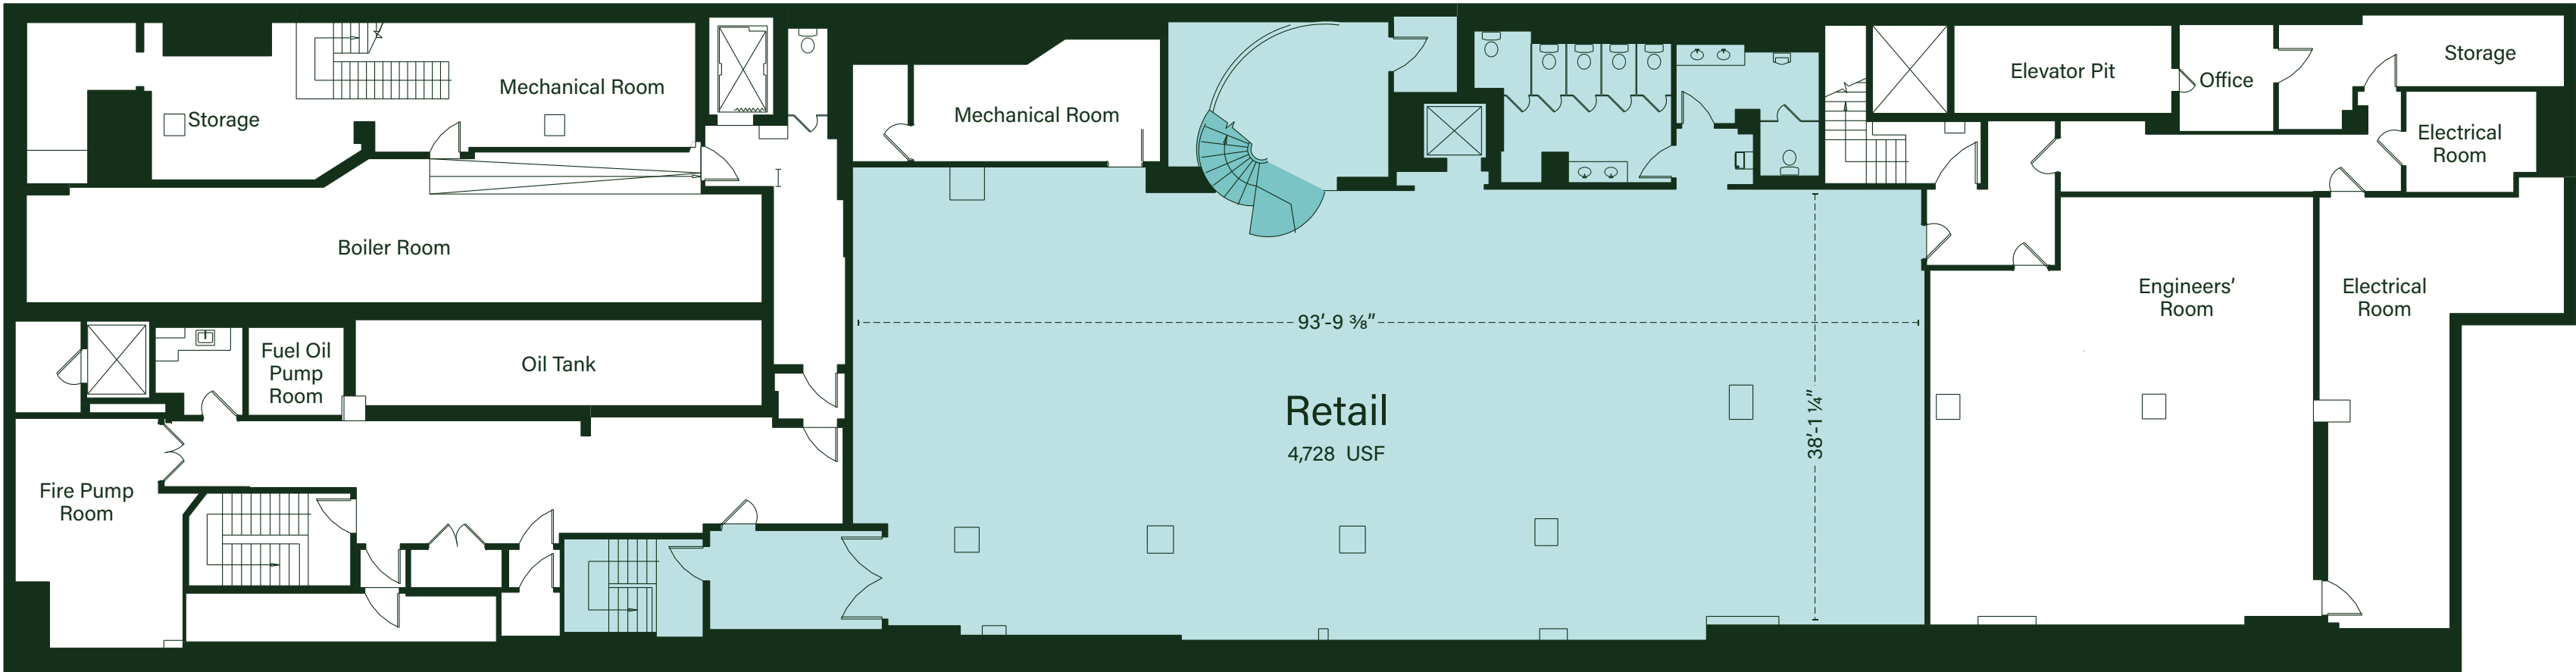 Mechanical Room
Storage
Mechanical Room
Elevator Pit
Office
Storage
Electrical
Room
Boiler Room
Engineers’
Room
Electrical
Room
93’-9 ⅜”
Fuel Oil
Pump
Room
Oil Tank
Retail
4,728 USF
38’-1 ¼”
Fire Pump
Room